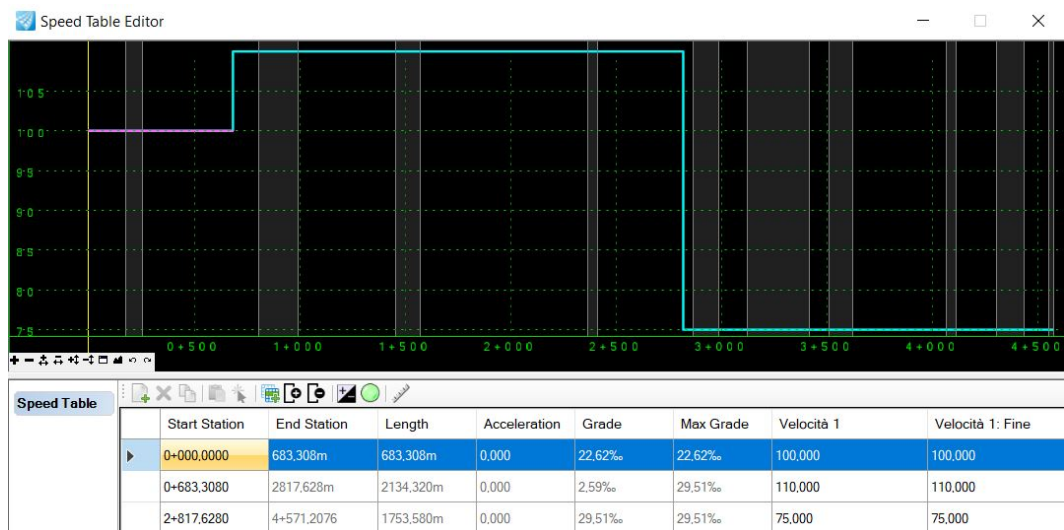 Speed Table Editor
105
100
95
90
85
80
75
0+500 1+000 1+500 2+000 2+500 3+000 3+500 4+000 4+500
Speed Table
Start Station End Station Length Acceleration Grade Max Grade Velocità 1 Velocità 1: Fine
0+000,0000 683,308m 683,308m 0,000 22,62‰ 22,62‰ 100,000 100,000
0+683,3080 2817,628m 2134,320m 0,000 2,59‰ 29,51‰ 110,000 110,000
2+817,6280 4+571,2076 1753,580m 0,000 29,51‰ 29,51‰ 75,000 75,000